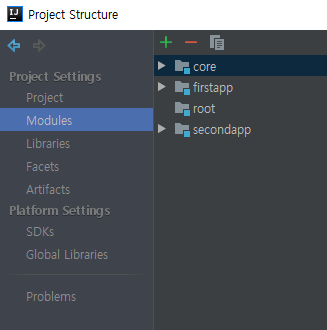 IJ Project Structure
Project Settings
Project
Modules
Libraries
Facets
Artifacts
Platform Settings
SDKs
Global Libraries
Problems
core
firstapp
root
secondapp